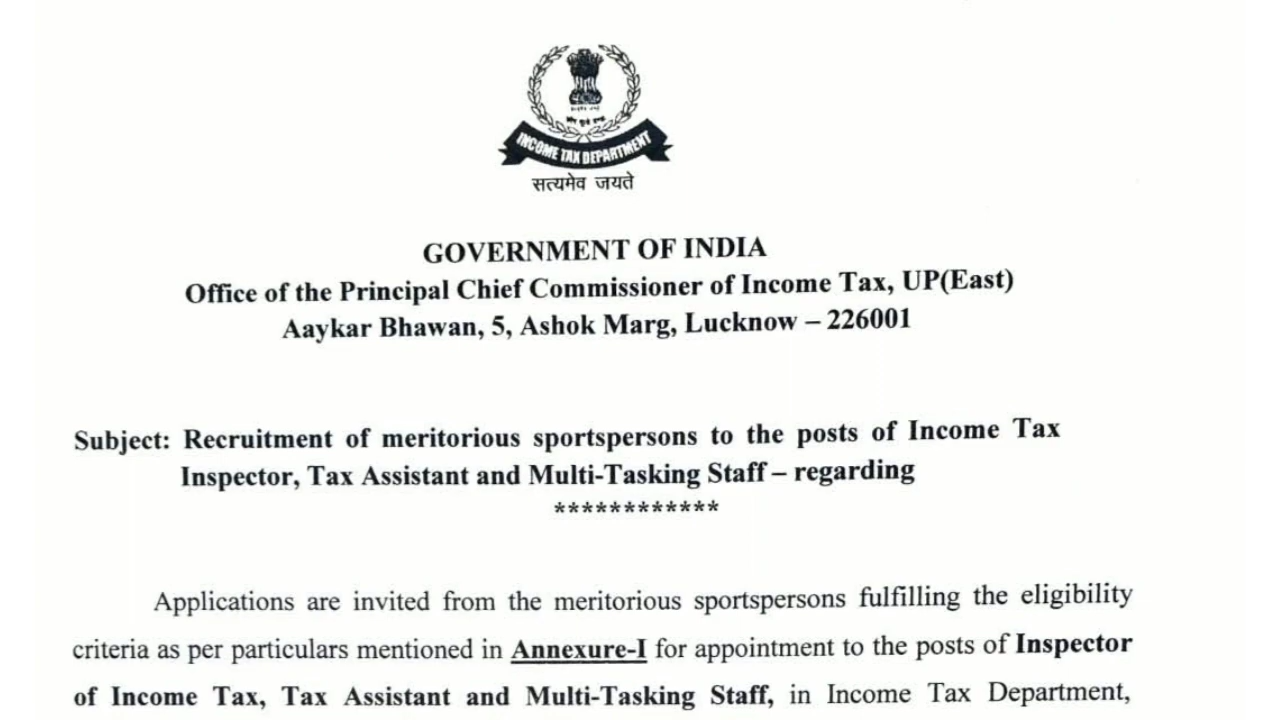 INCOME TAX DEPARTMENT
सत्यमेव जयते
GOVERNMENT OF INDIA
Office of the Principal Chief Commissioner of Income Tax, UP(East)
Aaykar Bhawan, 5, Ashok Marg, Lucknow – 226001
Subject: Recruitment of meritorious sportspersons to the posts of Income Tax
Inspector, Tax Assistant and Multi-Tasking Staff – regarding
************
Applications are invited from the meritorious sportspersons fulfilling the eligibility
criteria as per particulars mentioned in Annexure-I for appointment to the posts of Inspector
of Income Tax, Tax Assistant and Multi-Tasking Staff, in Income Tax Department,